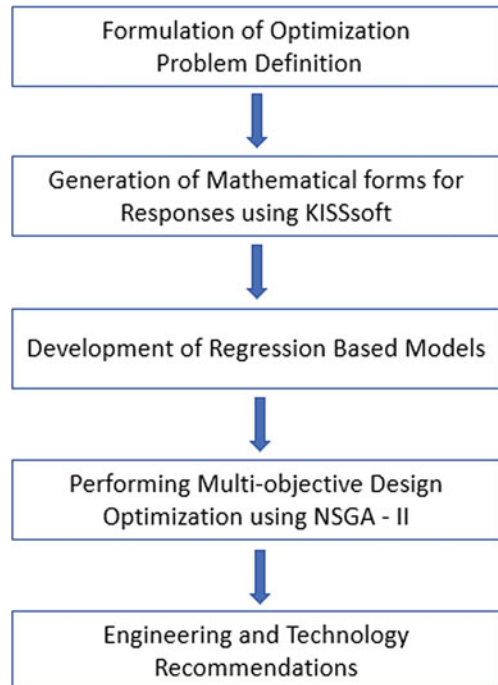 Formulation of Optimization
Problem Definition
Generation of Mathematical forms for
Responses using KISSsoft
Development of Regression Based Models
Performing Multi-objective Design
Optimization using NSGA - II
Engineering and Technology
Recommendations